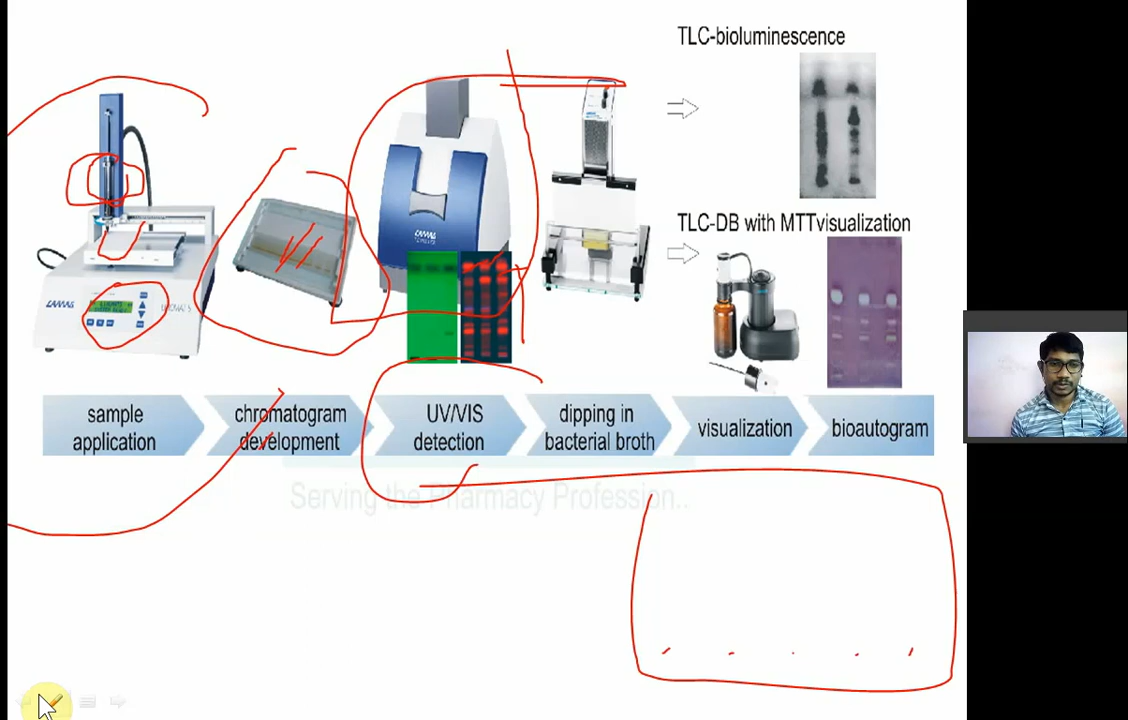 TLC-bioluminescence
TLC-DB with MTTvisualization
CAMAG
CAMAG
sample
application
chromatogram
development
UV/VIS
detection
dipping in
bacterial broth
visualization
bioautogram
Serving the Pharmacy Profession..